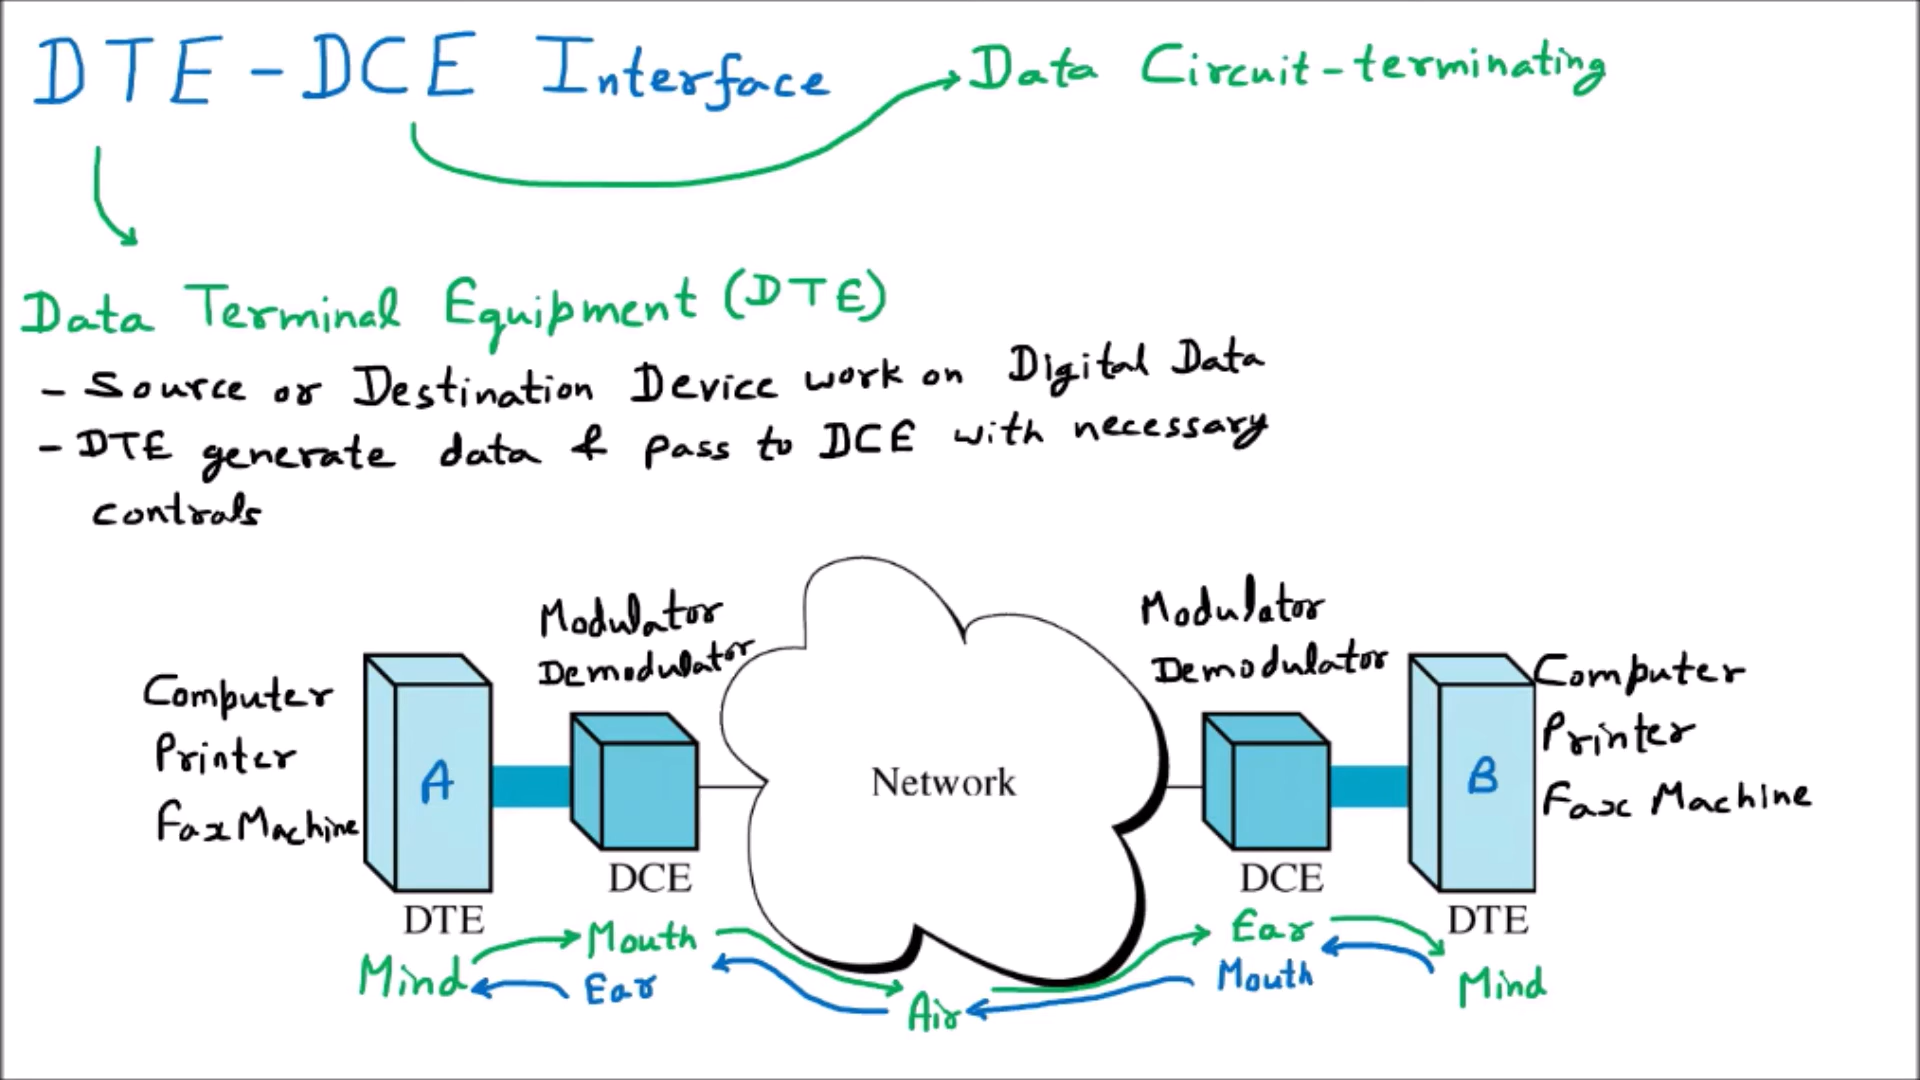 DTE-DCE Interface
Data Circuit-terminating
Data Terminal Equipment (DTE)
- Source or Destination Device work on Digital Data
- DTE generate data & pass to DCE with necessary
contrals
Modulator
Demodulator
Modulator
Demodulator
Computer
Printer
Fax Machine
A
Network
B
Computer
Printer
Fax Machine
DCE
DCE
DTE
DTE
Mouth
Ear
Mind
Ear
Mouth
Mind
Air